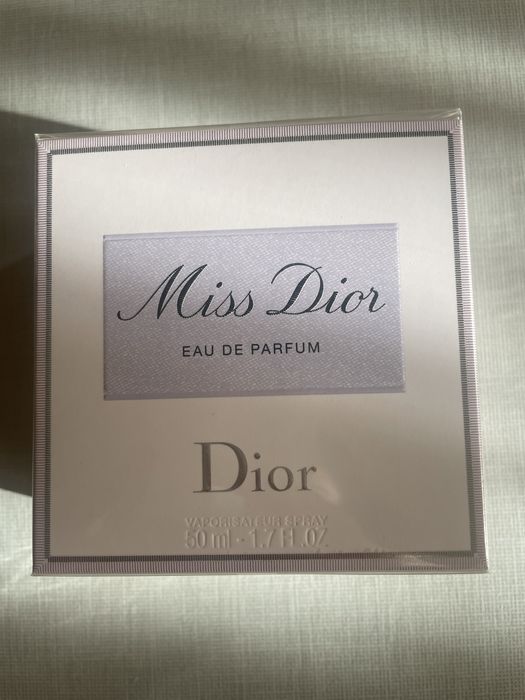 Miss Dior
EAU DE PARFUM
Dior
VAPORISATEUR SPRAY
50 ml - 1.7 fl.oz